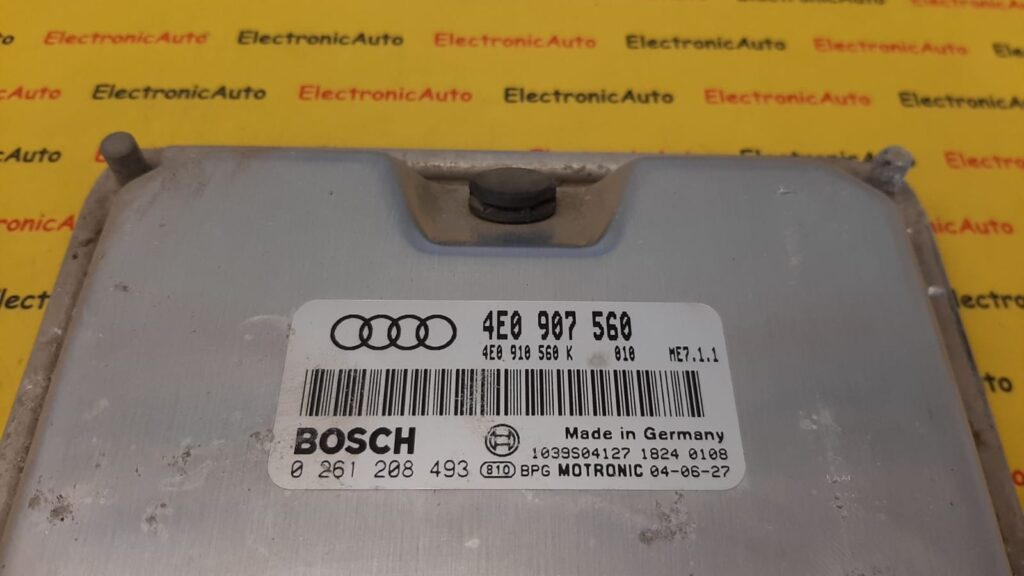 ElectronicAuto ElectronicAuto ElectronicAuto ElectronicAuto ElectronicAuto
Auto ElectronicAuto ElectronicAuto ElectronicAuto ElectronicAuto ElectronicAuto
4E0 907 560
4E0 910 560 K 010 ME7.1.1
BOSCH Made in Germany
1039S04127 1824 0108
0 261 208 493 810 BPG MOTRONIC 04-06-27